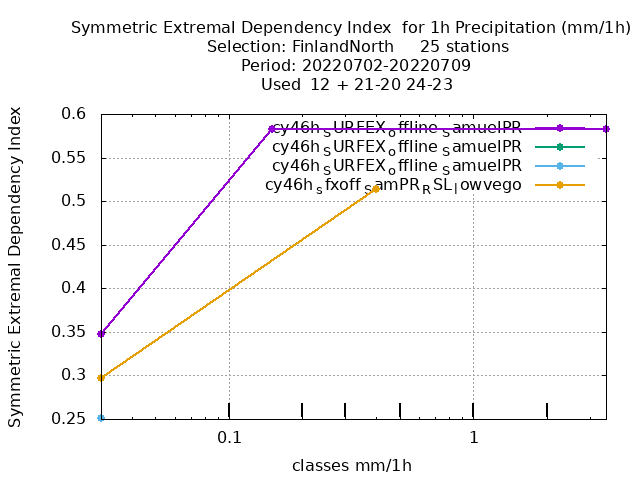 Symmetric Extremal Dependency Index  for 1h Precipitation (mm/1h)
Selection: FinlandNorth     25 stations
Period: 20220702-20220709
Used  12 + 21-20 24-23
Symmetric Extremal Dependency Index
0.6
0.55
0.5
0.45
0.4
0.35
0.3
0.25
cy46h_SURFEX_offline_SamuelPR
cy46h_SURFEX_offline_SamuelPR
cy46h_SURFEX_offline_SamuelPR
cy46h_sfxoff_SamPR_RSL_lowvego
0.1
1
classes mm/1h